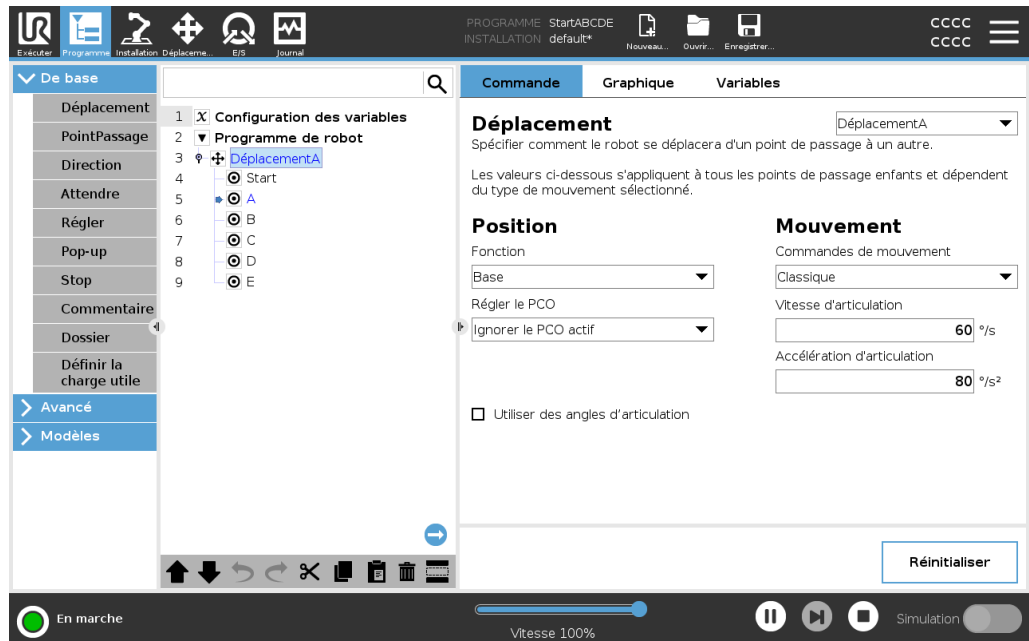 PROGRAMME StartABCDE
INSTALLATION default*
CCCC
CCCC
Exécuter Programme Installation Déplaceme... E/S Journal Nouveau... Ouvrir... Enregistrer...
De base
Déplacement
PointPassage
Direction
Attendre
Régler
Pop-up
Stop
Commentaire
Dossier
Définir la
charge utile
Avancé
Modèles
1 X Configuration des variables
2 Programme de robot
3 DéplacementA
4 Start
5 A
6 B
7 C
8 D
9 E
Commande Graphique Variables
Déplacement DéplacementA
Spécifier comment le robot se déplacera d'un point de passage à un autre.
Les valeurs ci-dessous s'appliquent à tous les points de passage enfants et dépendent
du type de mouvement sélectionné.
Position
Fonction
Base
Régler le PCO
Ignorer le PCO actif
Utiliser des angles d'articulation
Mouvement
Commandes de mouvement
Classique
Vitesse d'articulation
60 °/s
Accélération d'articulation
80 °/s²
Réinitialiser
En marche
Vitesse 100%
Simulation